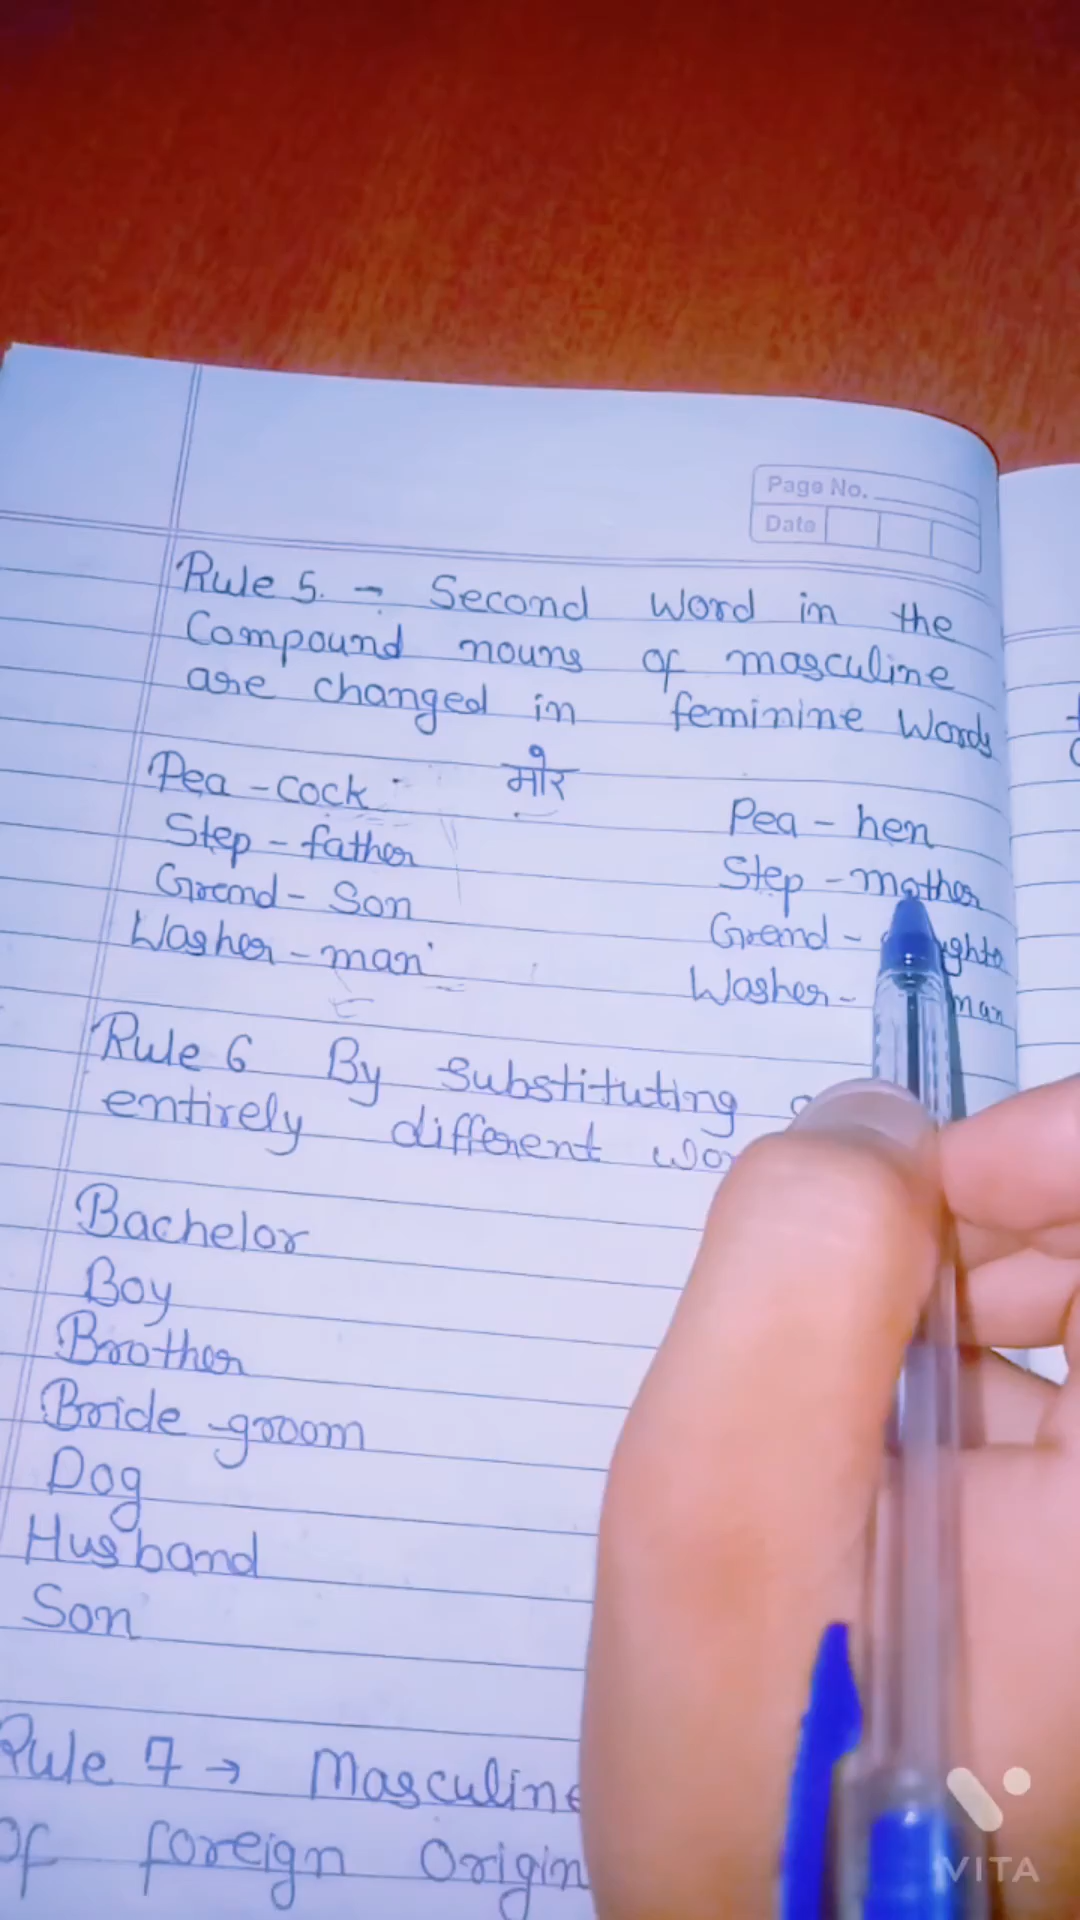 Page No.
Date
Rule 5. → Second Word in the
Compound nouns of masculine
are changed in feminine Words
Pea - cock मोर Pea - hen
Step - father Step - mother
Grand - Son Grand -
Washer - man Washer - man
Rule 6 By Substituting
entirely different
Bachelor
Boy
Brother
Bride - groom
Dog
Husband
Son
Rule 7 → Masculine
Of foreign Origin
VITA